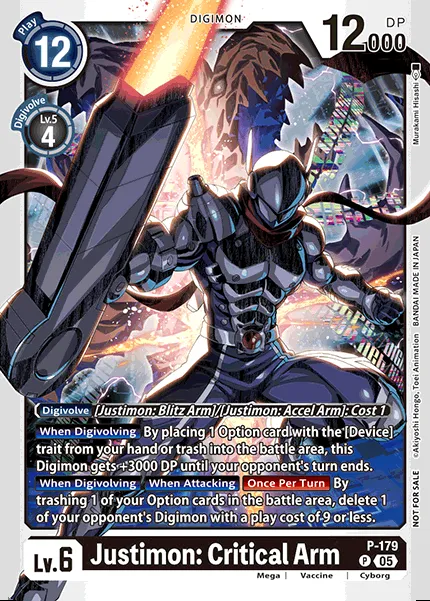 DIGIMON
Play
12
12000
DP
Digivolve
Lv.5
4
Murakami Hisashi
©Akiyoshi Hongo, Toei Animation BANDAI MADE IN JAPAN
NOT FOR SALE
Digivolve [Justimon: Blitz Arm]/[Justimon: Accel Arm]: Cost 1
When Digivolving By placing 1 Option card with the [Device]
trait from your hand or trash into the battle area, this
Digimon gets +3000 DP until your opponent's turn ends.
When Digivolving When Attacking Once Per Turn By
trashing 1 of your Option cards in the battle area, delete 1
of your opponent's Digimon with a play cost of 9 or less.
Lv.6
Justimon: Critical Arm
P-179
P 05
Mega | Vaccine | Cyborg